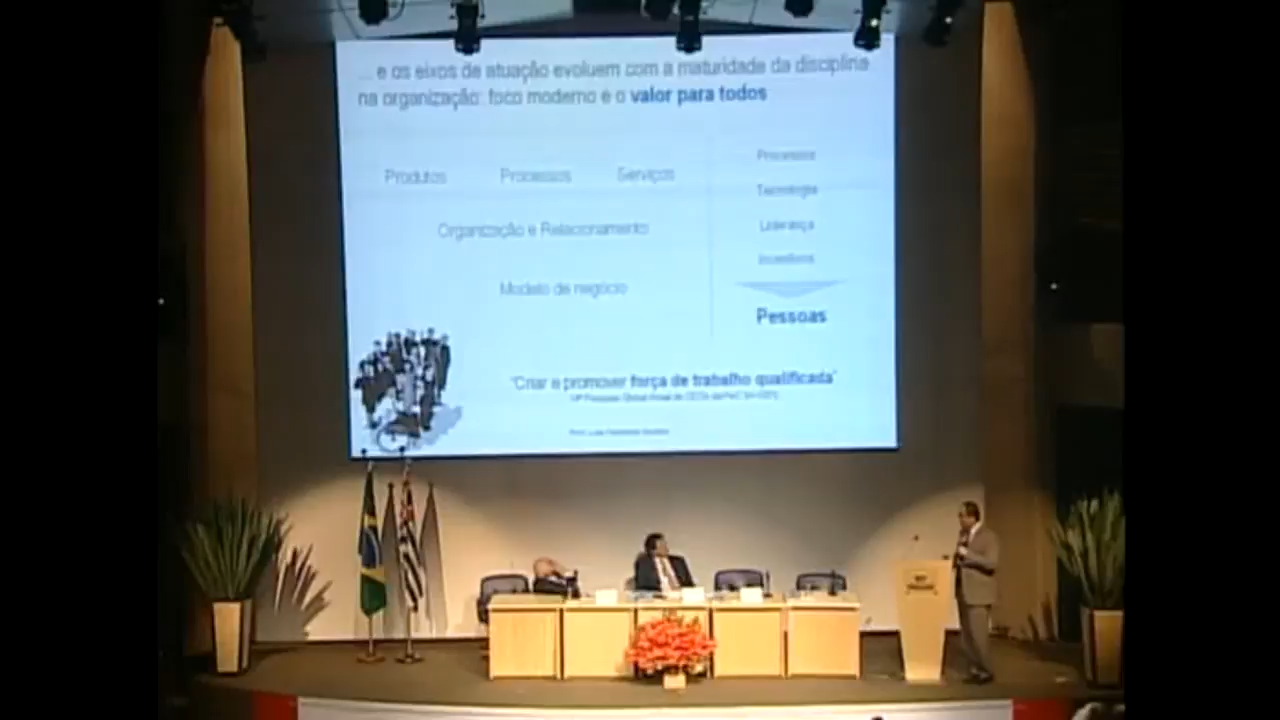 ... e os eixos de atuação evoluem com a maturidade da disciplina
na organização: foco moderno e o valor para todos
Produtos Processos Serviços
Organização e Relacionamento
Modelo de negócio
Processos
Tecnologia
Liderança
Incentivos
Pessoas
"Criar e promover força de trabalho qualificada"